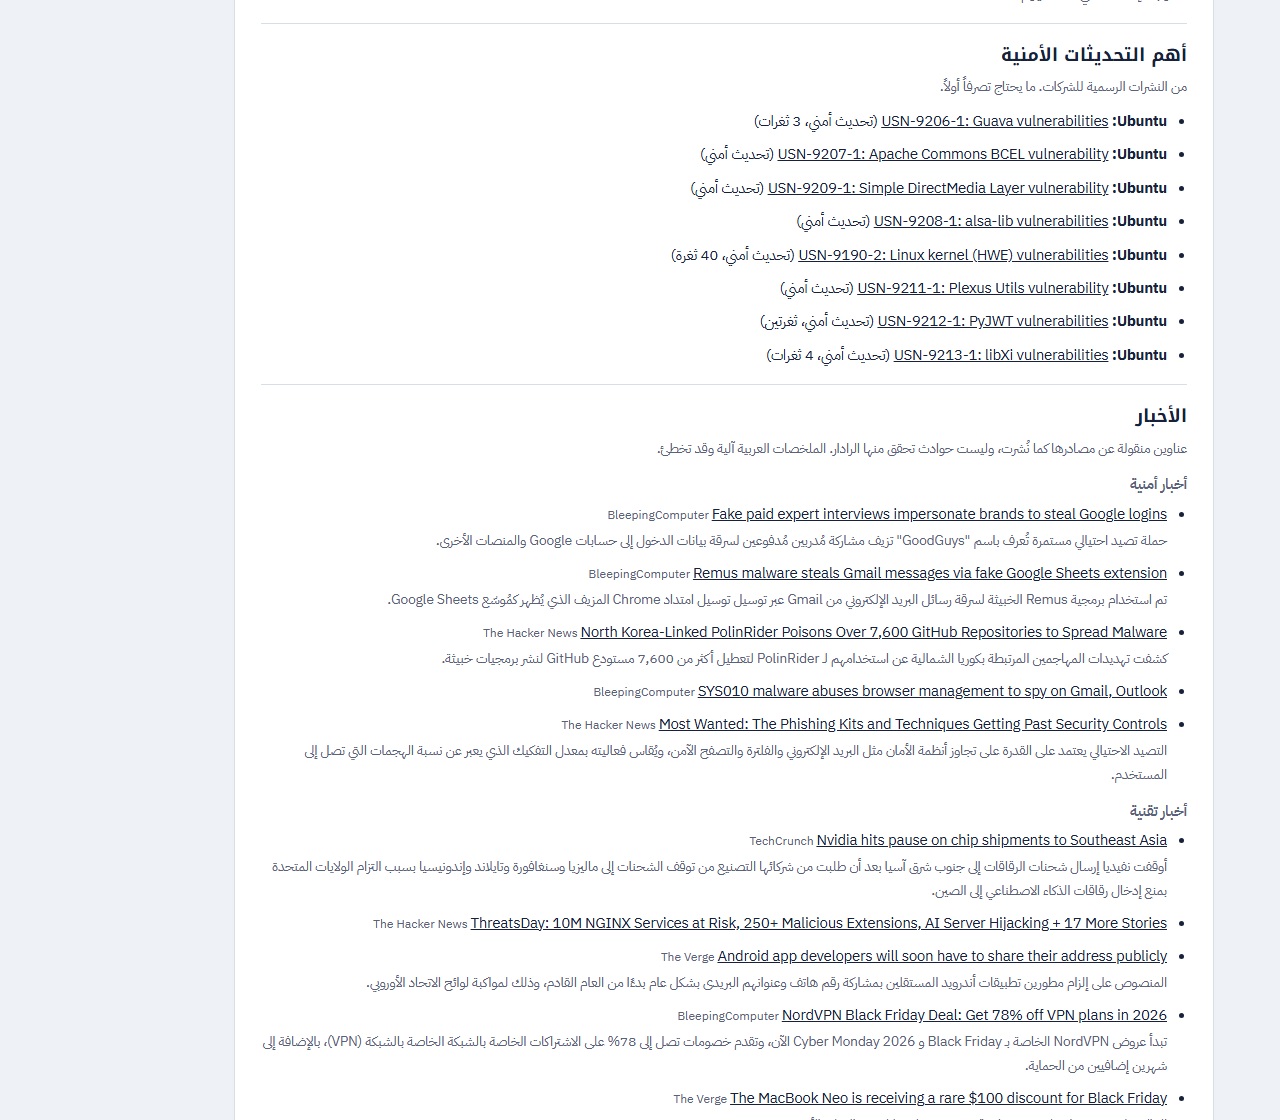 أهم التحديثات الأمنية
من النشرات الرسمية للشركات. ما يحتاج تصرفاً أولاً.
Ubuntu: USN-9206-1: Guava vulnerabilities (تحديث أمني، 3 ثغرات)
Ubuntu: USN-9207-1: Apache Commons BCEL vulnerability (تحديث أمني)
Ubuntu: USN-9209-1: Simple DirectMedia Layer vulnerability (تحديث أمني)
Ubuntu: USN-9208-1: alsa-lib vulnerabilities (تحديث أمني)
Ubuntu: USN-9190-2: Linux kernel (HWE) vulnerabilities (تحديث أمني، 40 ثغرة)
Ubuntu: USN-9211-1: Plexus Utils vulnerability (تحديث أمني)
Ubuntu: USN-9212-1: PyJWT vulnerabilities (تحديث أمني، ثغرتين)
Ubuntu: USN-9213-1: libXi vulnerabilities (تحديث أمني، 4 ثغرات)
الأخبار
عناوين منقولة عن مصادرها كما نُشرت، وليست حوادث تحقق منها الرادار. الملخصات العربية آلية وقد تخطئ.
أخبار أمنية
Fake paid expert interviews impersonate brands to steal Google logins BleepingComputer
حملة تصيد احتيالي مستمرة تُعرف باسم "GoodGuys" تزيف مشاركة مُدربين مُدفوعين لسرقة بيانات الدخول إلى حسابات Google والمنصات الأخرى.
Remus malware steals Gmail messages via fake Google Sheets extension BleepingComputer
تم استخدام برمجية Remus الخبيثة لسرقة رسائل البريد الإلكتروني من Gmail عبر توسيل توسيل امتداد Chrome المزيف الذي يُظهر كمُوسّع Google Sheets.
North Korea-Linked PolinRider Poisons Over 7,600 GitHub Repositories to Spread Malware The Hacker News
كشفت تهديدات المهاجمين المرتبطة بكوريا الشمالية عن استخدامهم لـ PolinRider لتعطيل أكثر من 7,600 مستودع GitHub لنشر برمجيات خبيثة.
SYS010 malware abuses browser management to spy on Gmail, Outlook BleepingComputer
Most Wanted: The Phishing Kits and Techniques Getting Past Security Controls The Hacker News
التصيد الاحتيالي يعتمد على القدرة على تجاوز أنظمة الأمان مثل البريد الإلكتروني والفلترة والتصفح الآمن، ويُقاس فعاليته بمعدل التفكيك الذي يعبر عن نسبة الهجمات التي تصل إلى
المستخدم.
أخبار تقنية
Nvidia hits pause on chip shipments to Southeast Asia TechCrunch
أوقفت نفيديا إرسال شحنات الرقاقات إلى جنوب شرق آسيا بعد أن طلبت من شركائها التصنيع من توقف الشحنات إلى ماليزيا وسنغافورة وتايلاند وإندونيسيا بسبب التزام الولايات المتحدة
بمنع إدخال رقاقات الذكاء الاصطناعي إلى الصين.
ThreatsDay: 10M NGINX Services at Risk, 250+ Malicious Extensions, AI Server Hijacking + 17 More Stories The Hacker News
Android app developers will soon have to share their address publicly The Verge
المنصوص على إلزام مطورين تطبيقات أندرويد المستقلين بمشاركة رقم هاتف وعنوانهم البريدى بشكل عام بدءًا من العام القادم، وذلك لمواكبة لوائح الاتحاد الأوروبي.
NordVPN Black Friday Deal: Get 78% off VPN plans in 2026 BleepingComputer
تبدأ عروض NordVPN الخاصة بـ Black Friday و Cyber Monday 2026 الآن، وتقدم خصومات تصل إلى 78% على الاشتراكات الخاصة بالشبكة الخاصة بالشبكة (VPN)، بالإضافة إلى
شهرين إضافيين من الحماية.
The MacBook Neo is receiving a rare $100 discount for Black Friday The Verge